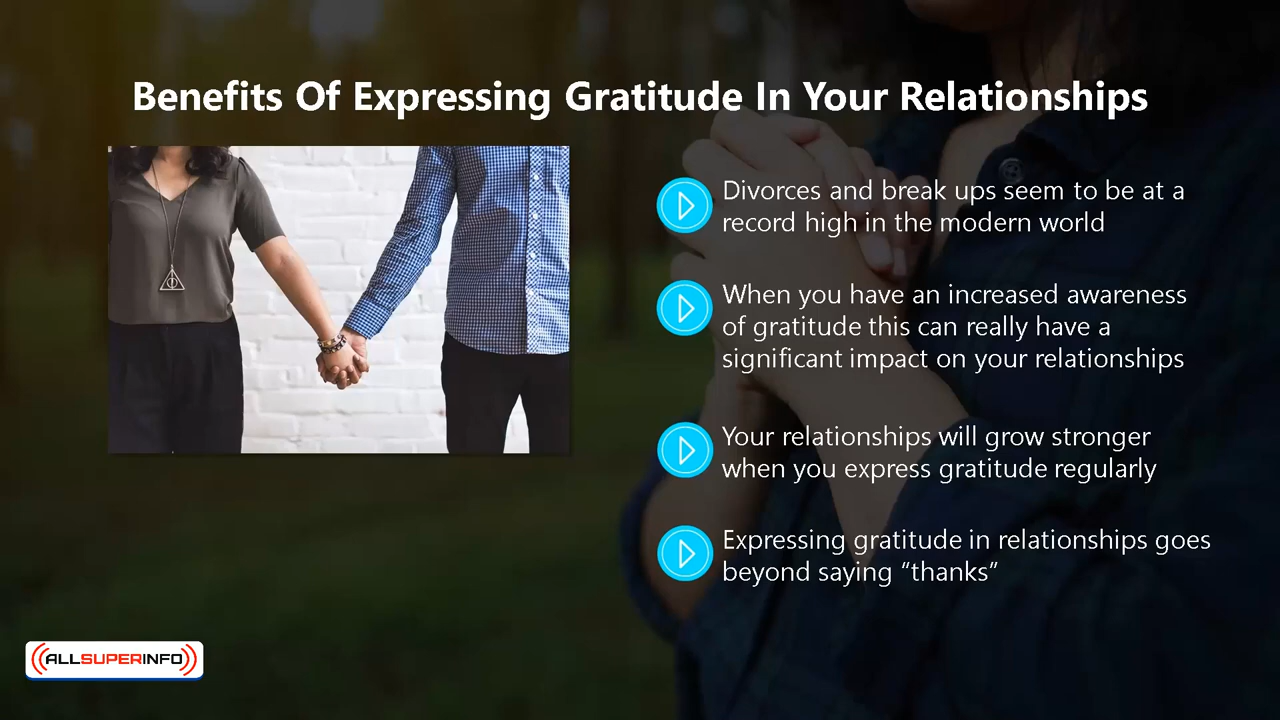 Benefits Of Expressing Gratitude In Your Relationships
Divorces and break ups seem to be at a
record high in the modern world
When you have an increased awareness
of gratitude this can really have a
significant impact on your relationships
Your relationships will grow stronger
when you express gratitude regularly
Expressing gratitude in relationships goes
beyond saying “thanks”
ALLSUPERINFO